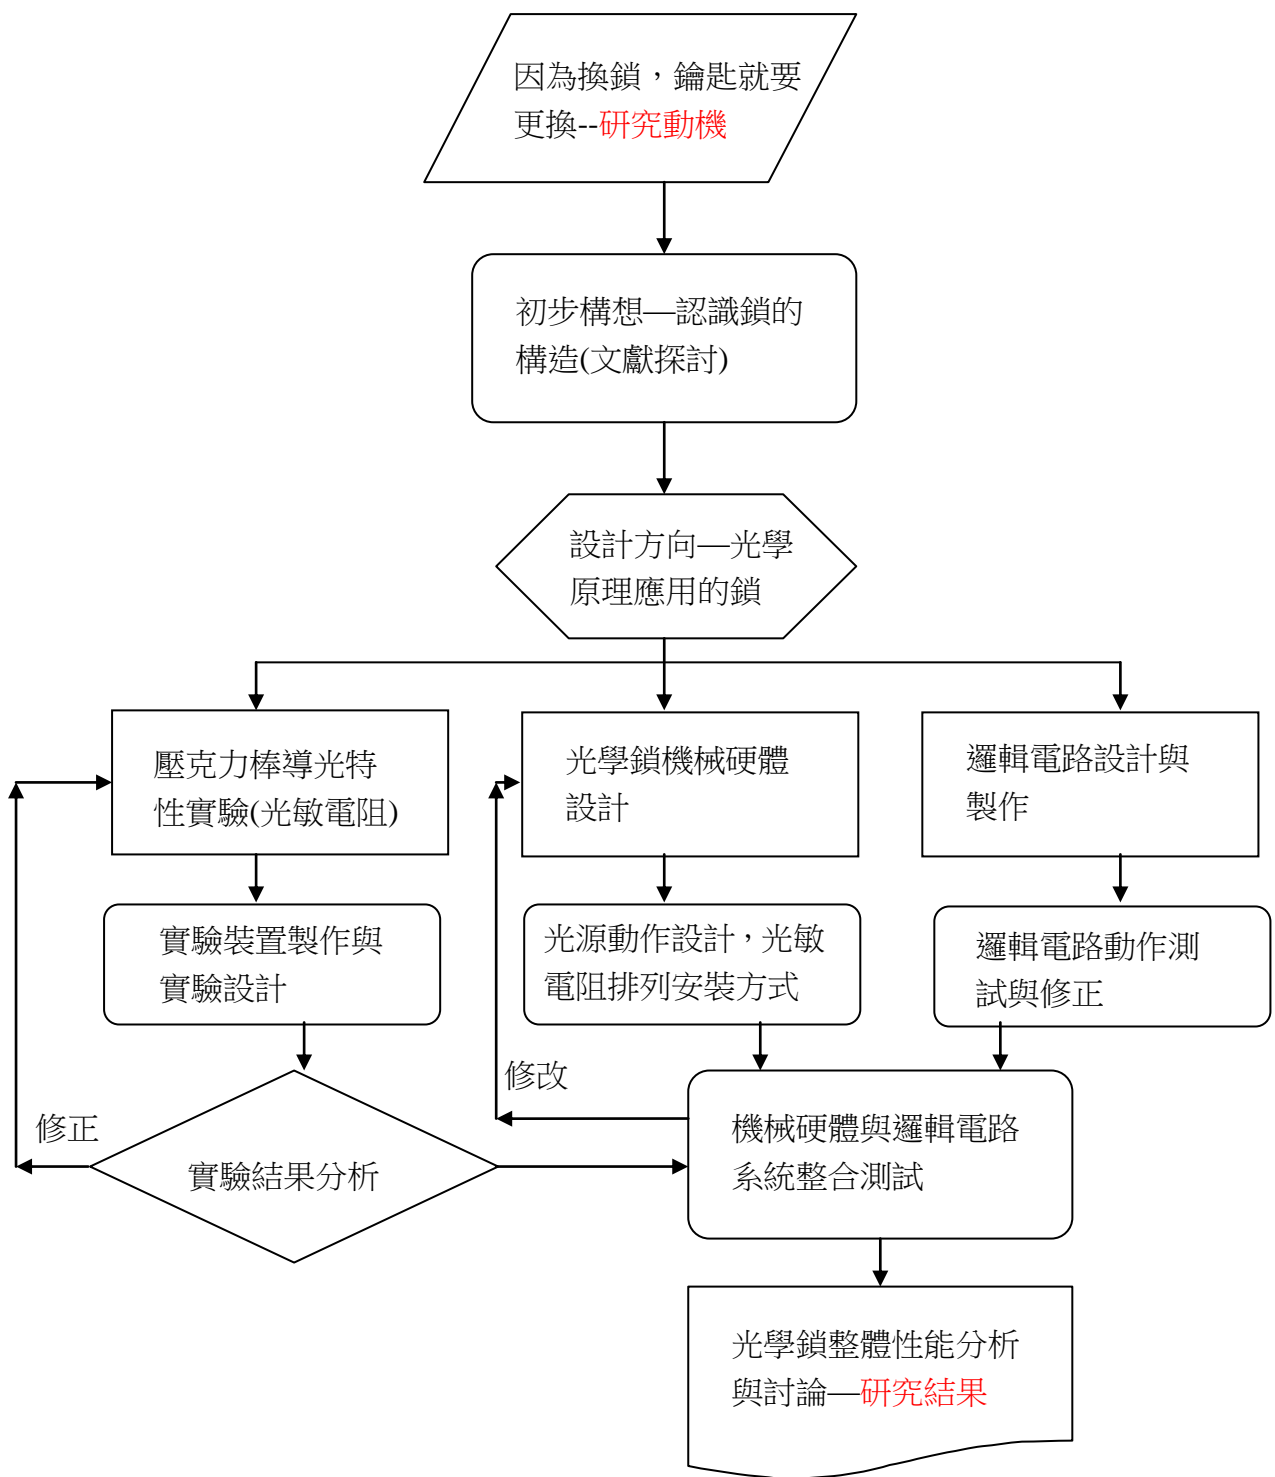 因為換鎖，鑰匙就要
更換--研究動機
初步構想—認識鎖的
構造(文獻探討)
設計方向—光學
原理應用的鎖
壓克力棒導光特
性實驗(光敏電阻)
光學鎖機械硬體
設計
邏輯電路設計與
製作
實驗裝置製作與
實驗設計
光源動作設計，光敏
電阻排列安裝方式
邏輯電路動作測
試與修正
修改
修正
實驗結果分析
機械硬體與邏輯電路
系統整合測試
光學鎖整體性能分析
與討論—研究結果